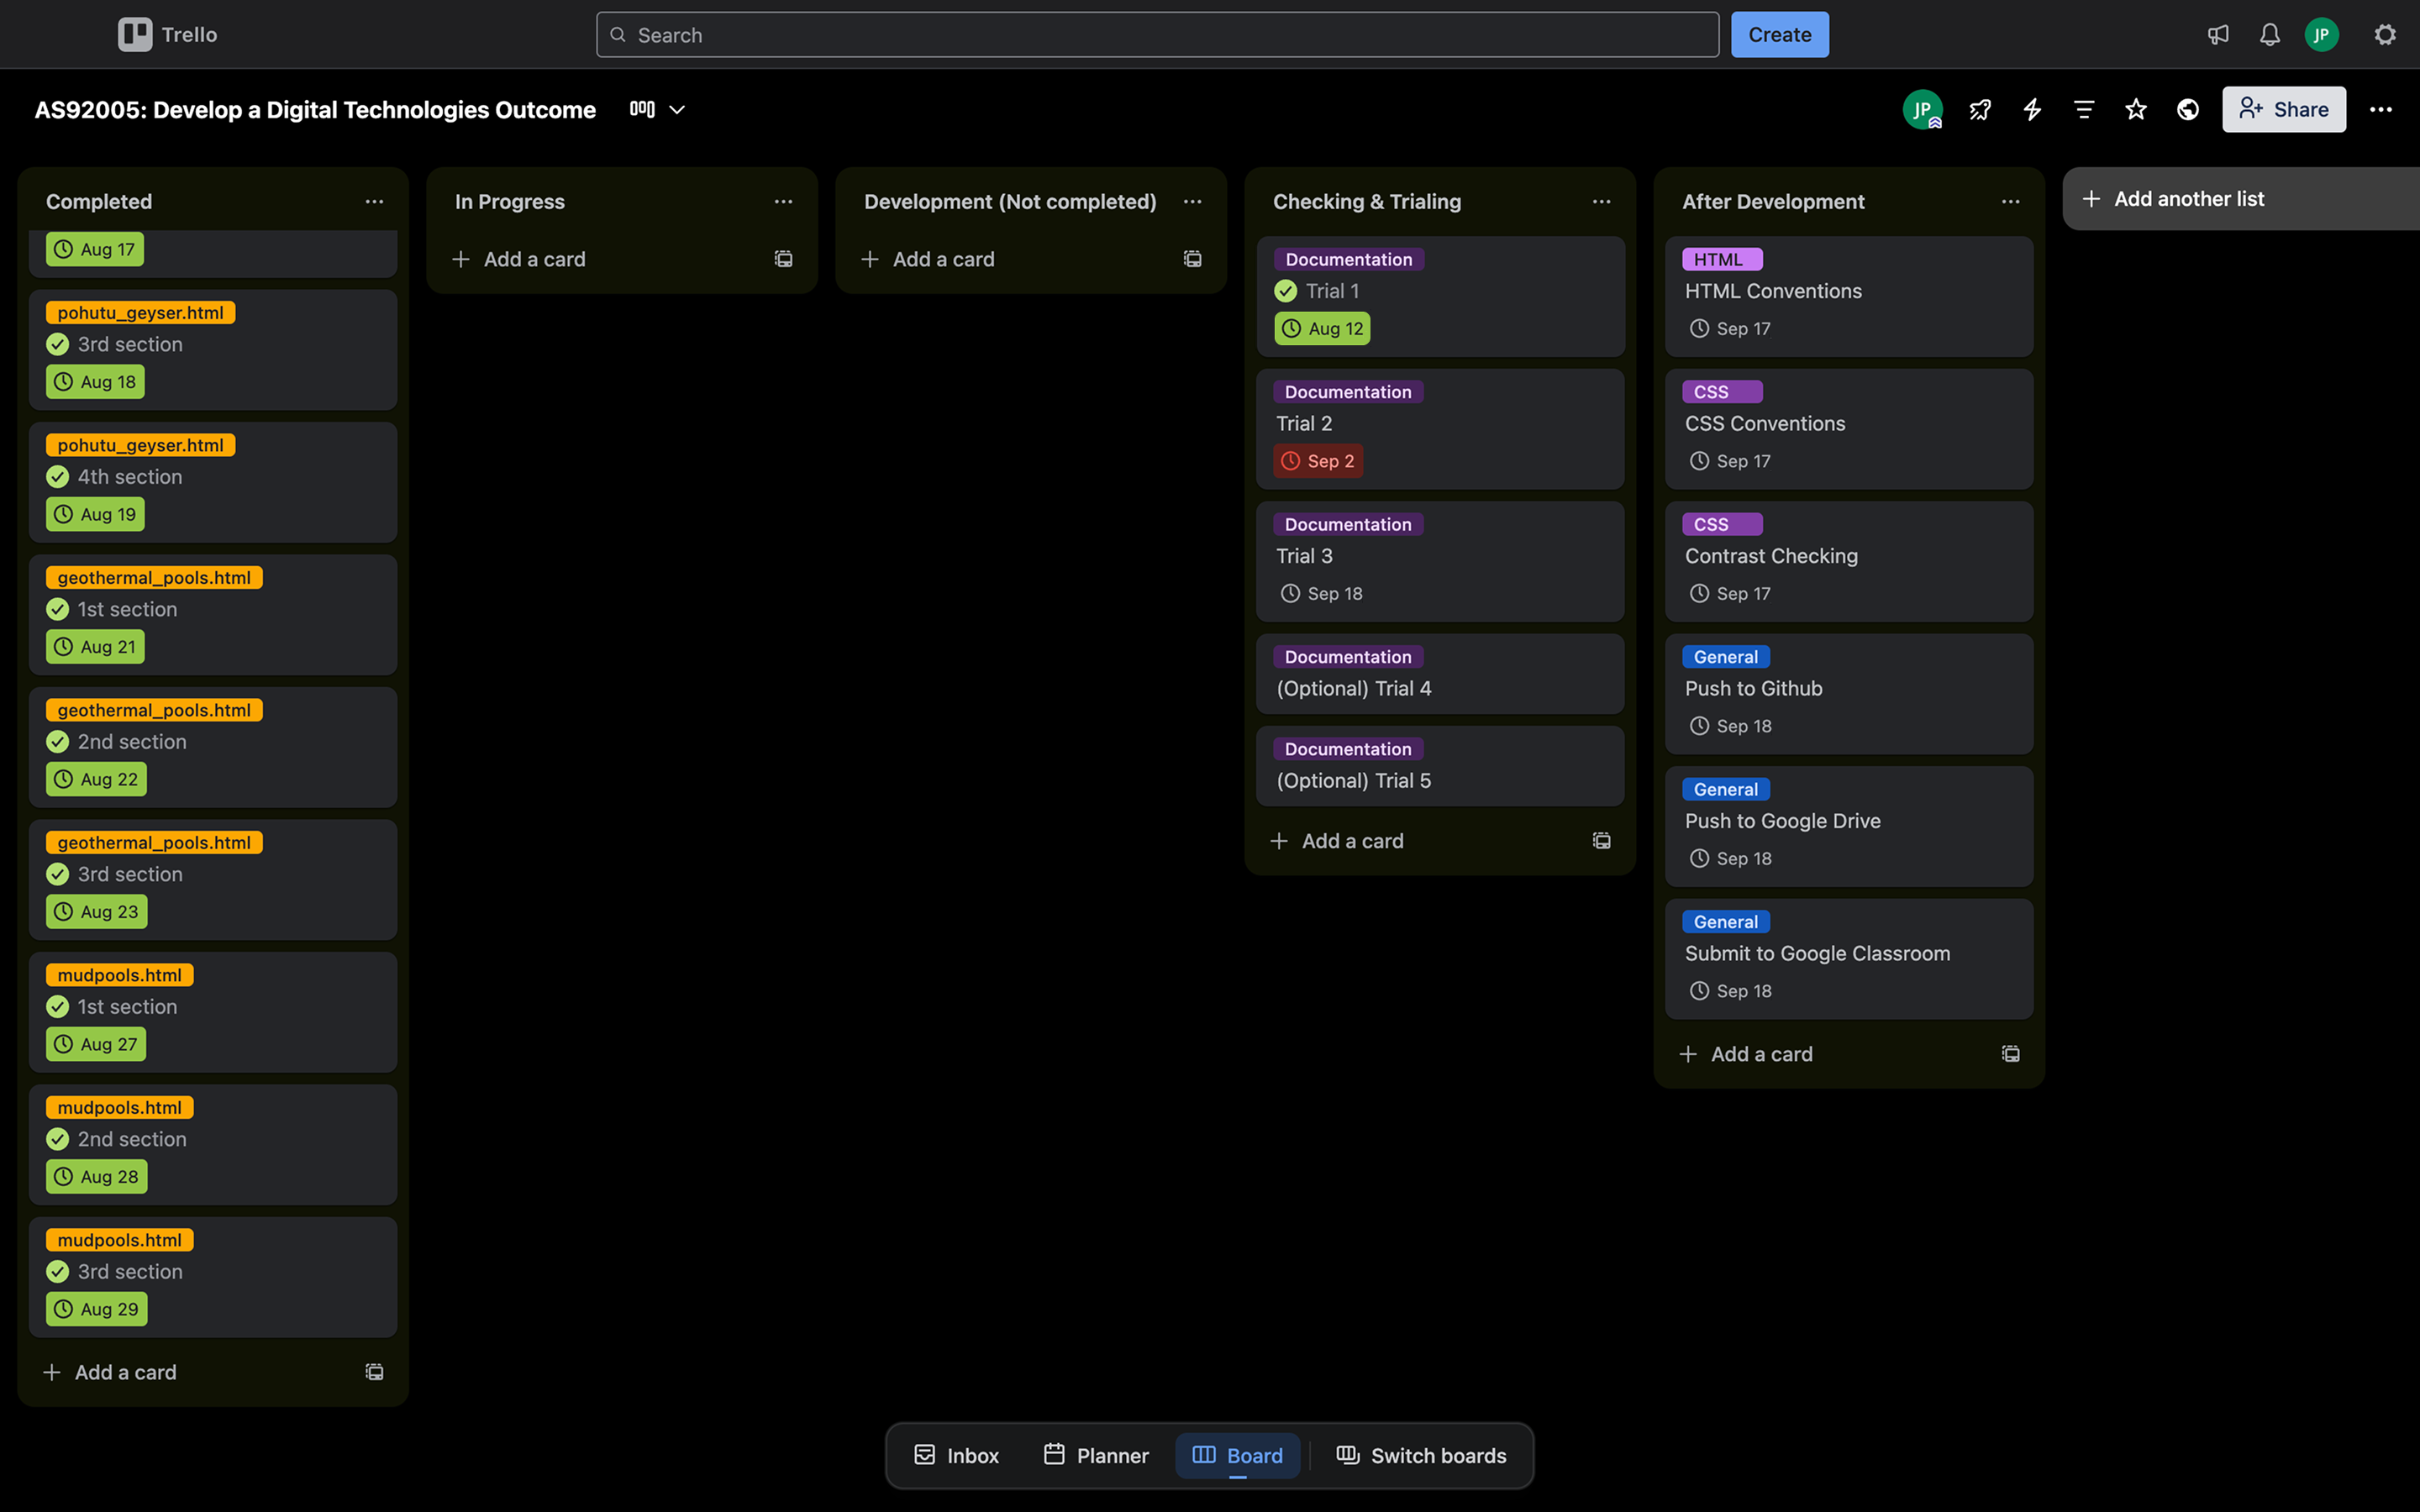 Trello
Search
Create
JP
AS92005: Develop a Digital Technologies Outcome
JP
Share
Completed
Aug 17
pohutu_geyser.html
3rd section
Aug 18
pohutu_geyser.html
4th section
Aug 19
geothermal_pools.html
1st section
Aug 21
geothermal_pools.html
2nd section
Aug 22
geothermal_pools.html
3rd section
Aug 23
mudpools.html
1st section
Aug 27
mudpools.html
2nd section
Aug 28
mudpools.html
3rd section
Aug 29
Add a card
In Progress
Add a card
Development (Not completed)
Add a card
Checking & Trialing
Documentation
Trial 1
Aug 12
Documentation
Trial 2
Sep 2
Documentation
Trial 3
Sep 18
Documentation
(Optional) Trial 4
Documentation
(Optional) Trial 5
Add a card
After Development
HTML
HTML Conventions
Sep 17
CSS
CSS Conventions
Sep 17
CSS
Contrast Checking
Sep 17
General
Push to Github
Sep 18
General
Push to Google Drive
Sep 18
General
Submit to Google Classroom
Sep 18
Add a card
Add another list
Inbox
Planner
Board
Switch boards